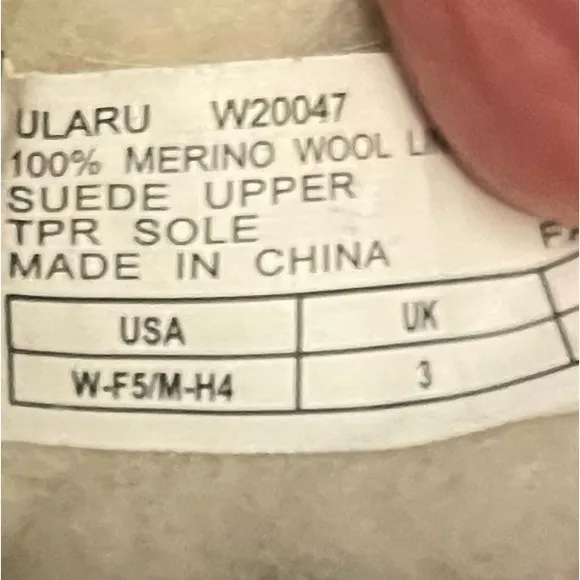 ULARU W20047
100% MERINO WOOL
SUEDE UPPER
TPR SOLE
MADE IN CHINA
USA UK
W-F5/M-H4 3